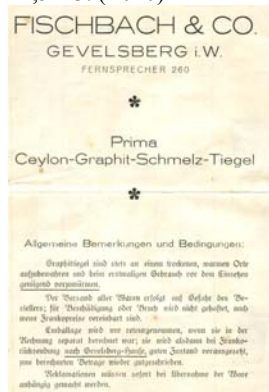 FISCHBACH & CO.
GEVELSBERG i.W.
FERNSPRECHER 260
*
Prima
Ceylon-Graphit-Schmelz-Tiegel
*
Allgemeine Bemerkungen und Bedingungen:
Graphittiegel sind stets an einem trockenen, warmen Orte
aufzubewahren und beim erstmaligen Gebrauch vor dem Einsetzen
genügend vorzuwärmen.
Der Versand aller Waren erfolgt auf Gefahr des Be-
stellers; für Beschädigung oder Bruch wird nicht gehaftet, auch
wenn Frankopreise vereinbart sind.
Emballage wird nur zurückgenommen, wenn sie in der
Rechnung separat berechnet war; sie wird alsdann bei Franko-
rücksendung nach Gevelsberg-Haufe, guten Zustand vorausgesetzt,
zum berechneten Betrage wieder gutgeschrieben.
Reklamationen müssen sofort bei Übernahme der Ware
anhängig gemacht werden.